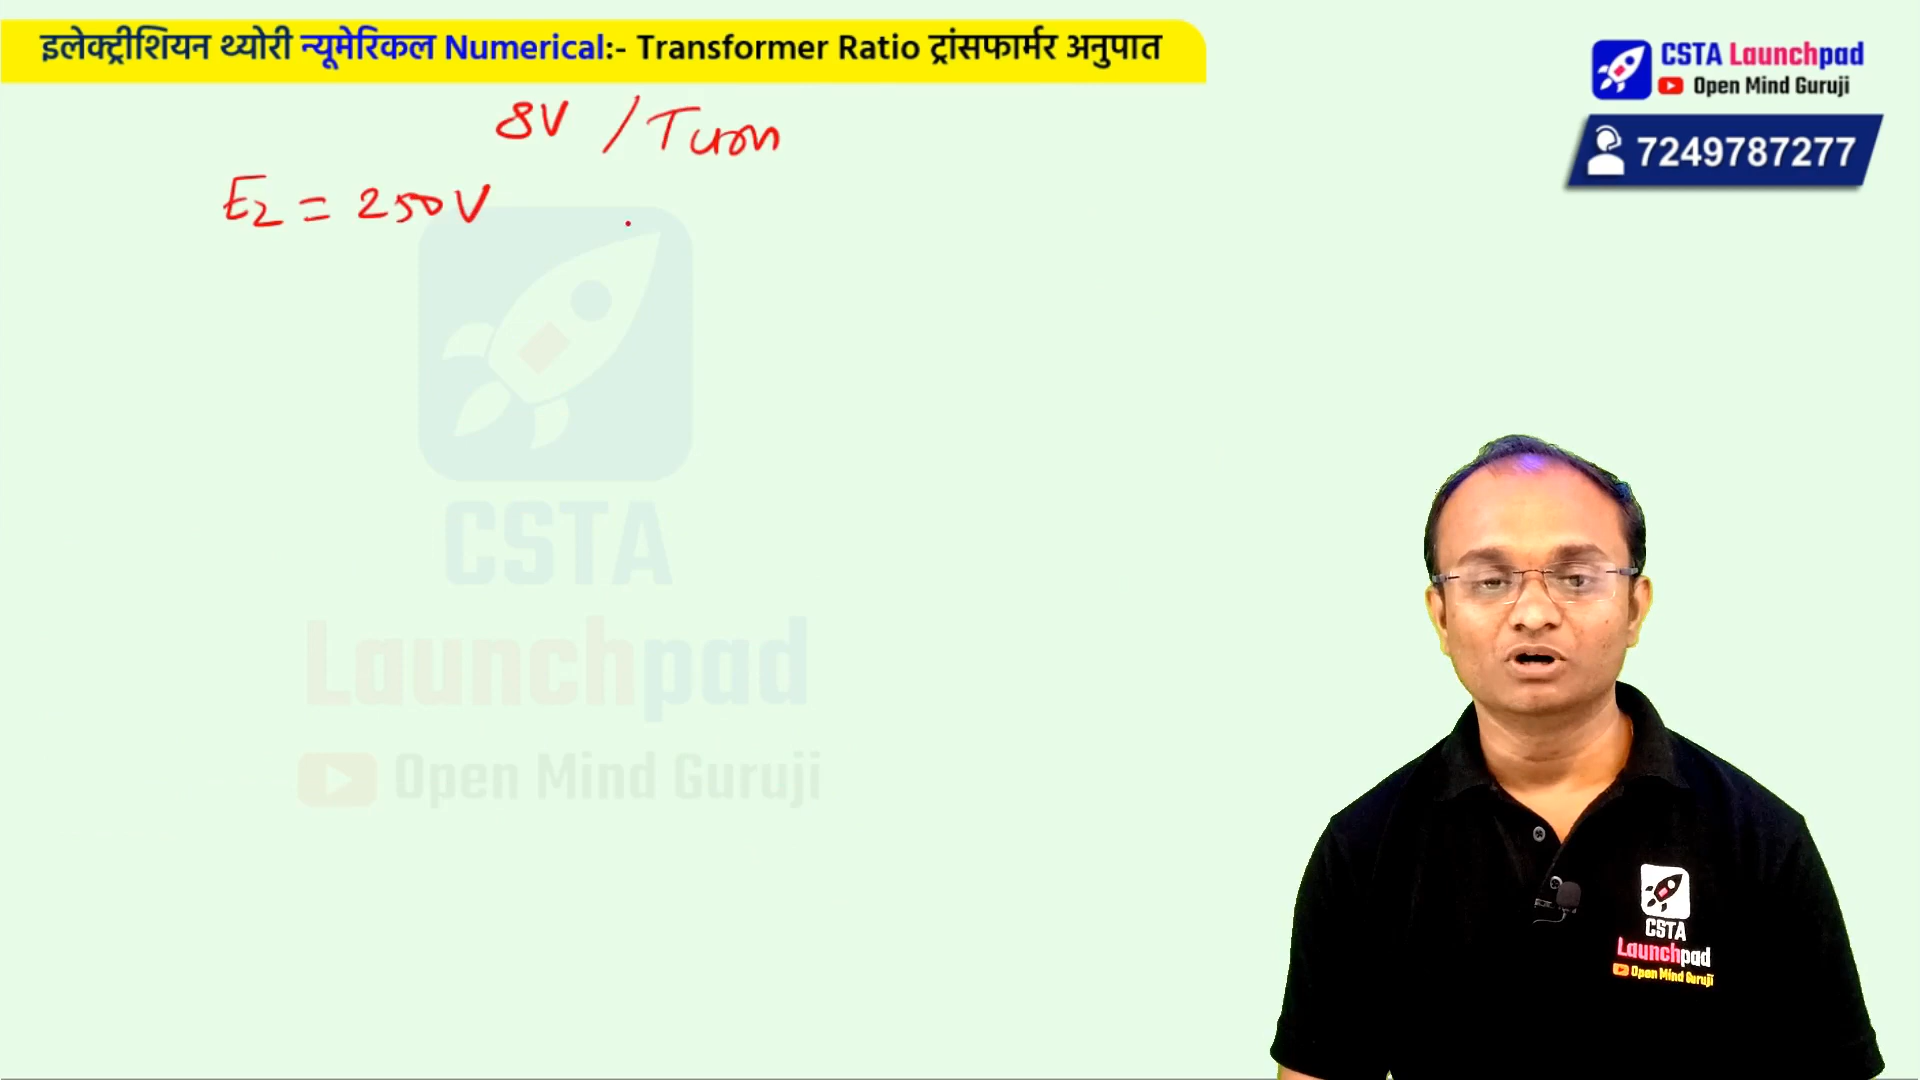 इलेक्ट्रीशियन थ्योरी न्यूमेरिकल Numerical:- Transformer Ratio ट्रांसफार्मर अनुपात
CSTA Launchpad
Open Mind Guruji
7249787277
8V / Turn
E2 = 250V
CSTA
Launchpad
Open Mind Guruji
CSTA
Launchpad
Open Mind Guruji